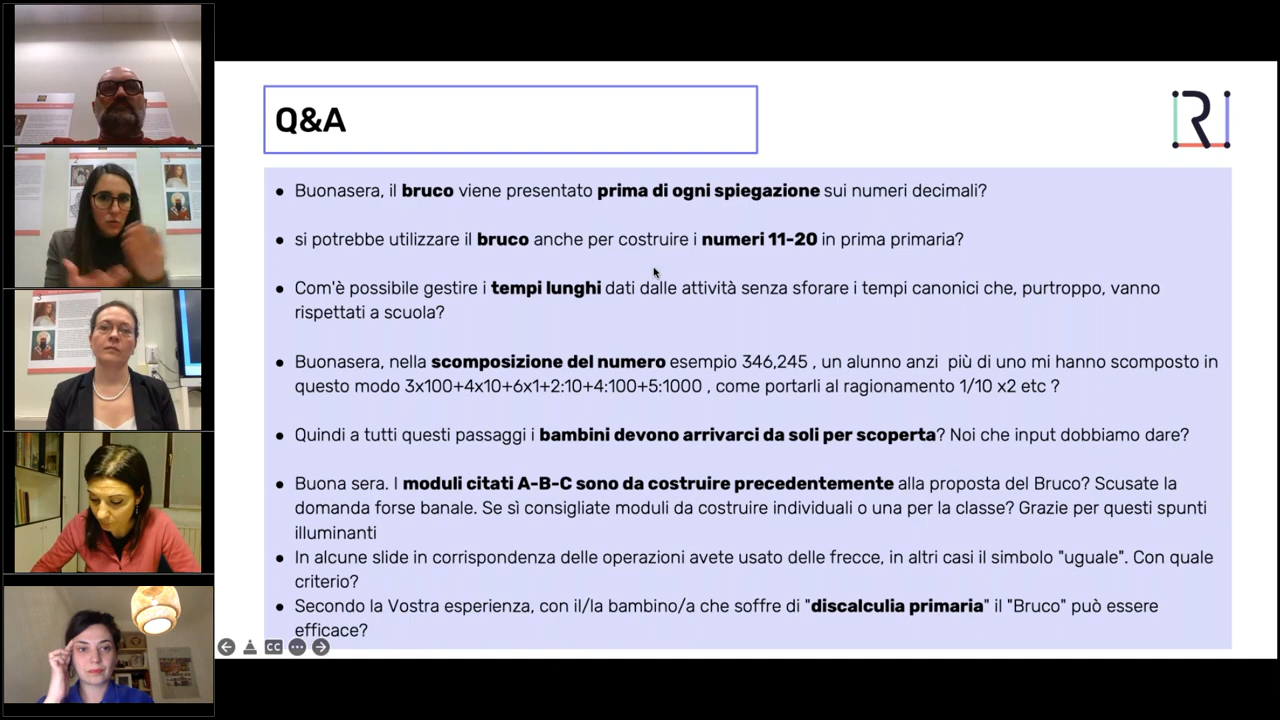 Q&A
● Buonasera, il bruco viene presentato prima di ogni spiegazione sui numeri decimali?
● si potrebbe utilizzare il bruco anche per costruire i numeri 11-20 in prima primaria?
● Com'è possibile gestire i tempi lunghi dati dalle attività senza sforare i tempi canonici che, purtroppo, vanno
rispettati a scuola?
● Buonasera, nella scomposizione del numero esempio 346,245 , un alunno anzi più di uno mi hanno scomposto in
questo modo 3x100+4x10+6x1+2:10+4:100+5:1000 , come portarli al ragionamento 1/10 x2 etc ?
● Quindi a tutti questi passaggi i bambini devono arrivarci da soli per scoperta? Noi che input dobbiamo dare?
● Buona sera. I moduli citati A-B-C sono da costruire precedentemente alla proposta del Bruco? Scusate la
domanda forse banale. Se sì consigliate moduli da costruire individuali o una per la classe? Grazie per questi spunti
illuminanti
● In alcune slide in corrispondenza delle operazioni avete usato delle frecce, in altri casi il simbolo "uguale". Con quale
criterio?
● Secondo la Vostra esperienza, con il/la bambino/a che soffre di "discalculia primaria" il "Bruco" può essere
efficace?
CC